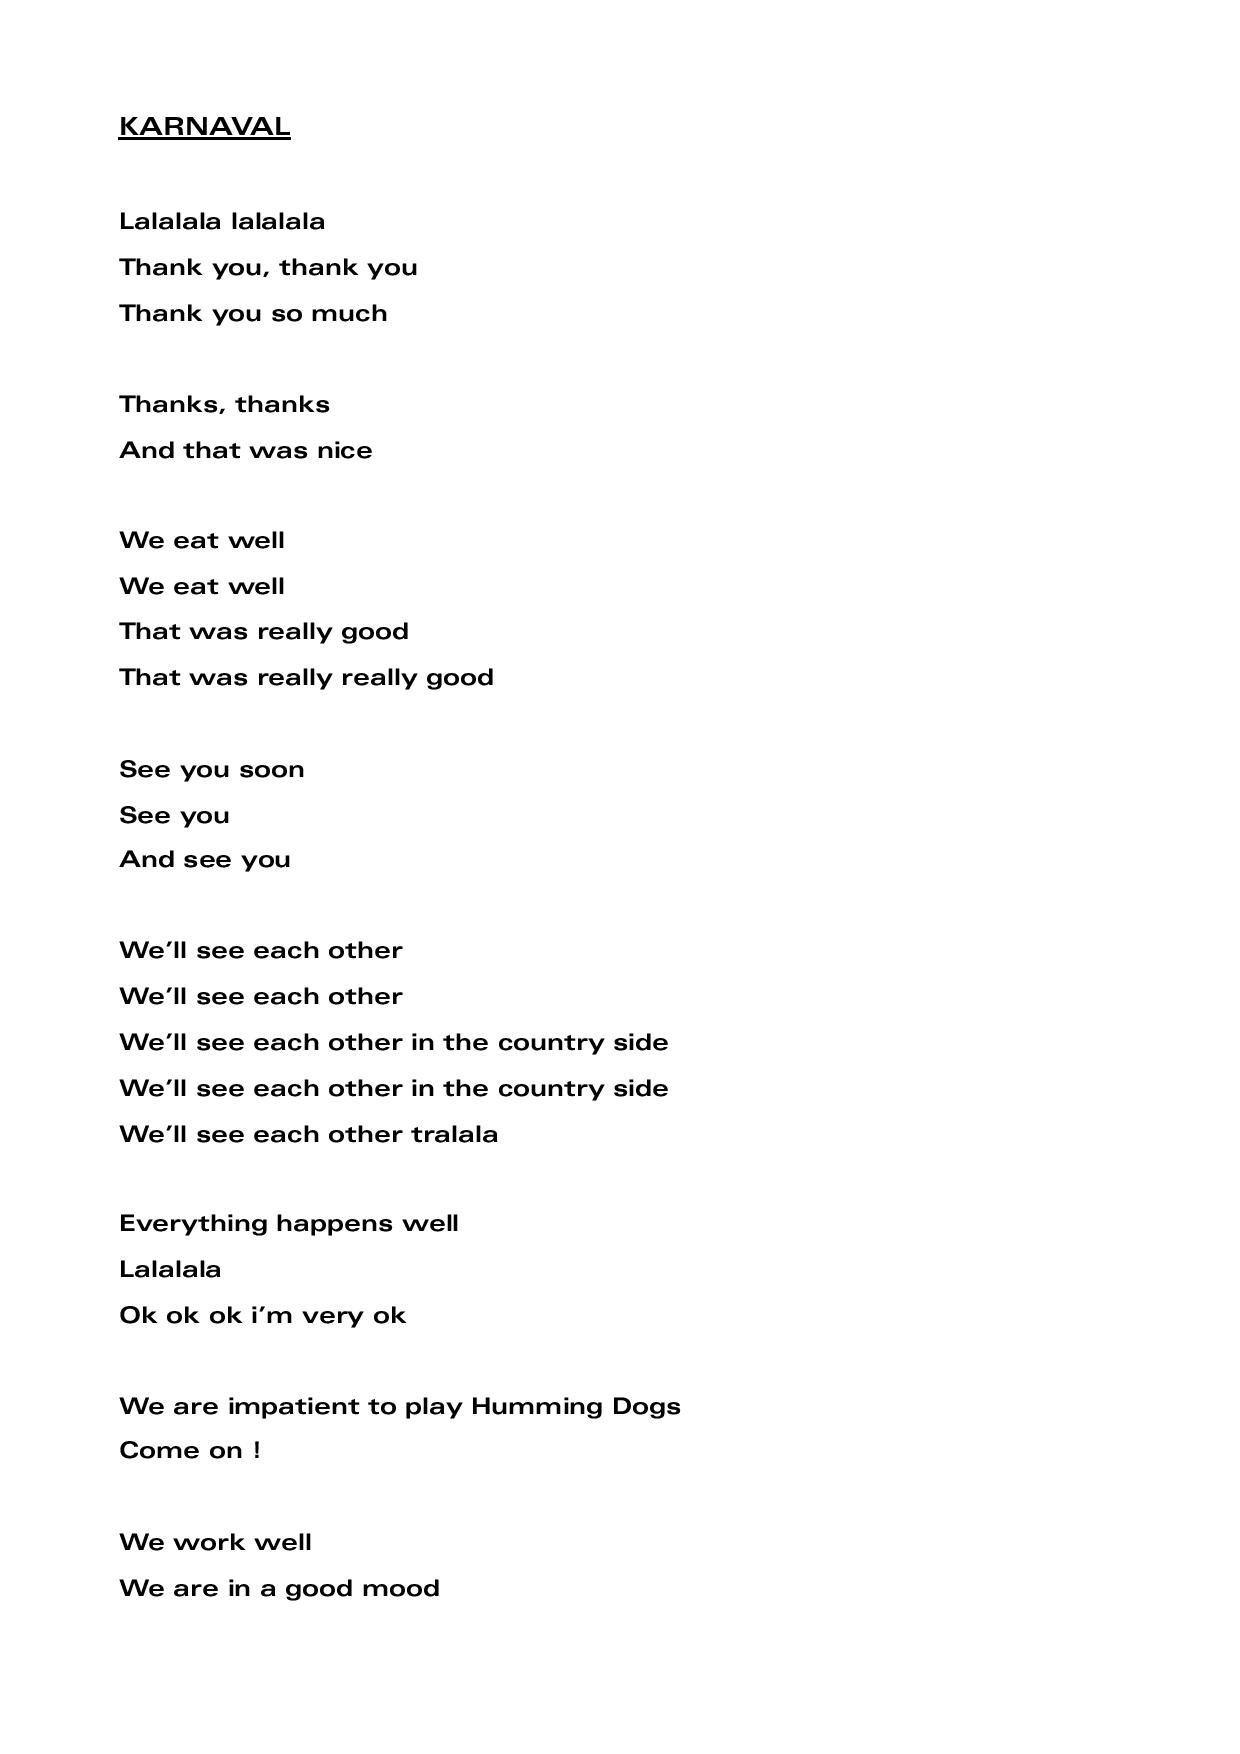 KARNAVAL
Lalalala lalalala
Thank you, thank you
Thank you so much
Thanks, thanks
And that was nice
We eat well
We eat well
That was really good
That was really really good
See you soon
See you
And see you
We’ll see each other
We’ll see each other
We’ll see each other in the country side
We’ll see each other in the country side
We’ll see each other tralala
Everything happens well
Lalalala
Ok ok ok i’m very ok
We are impatient to play Humming Dogs
Come on !
We work well
We are in a good mood